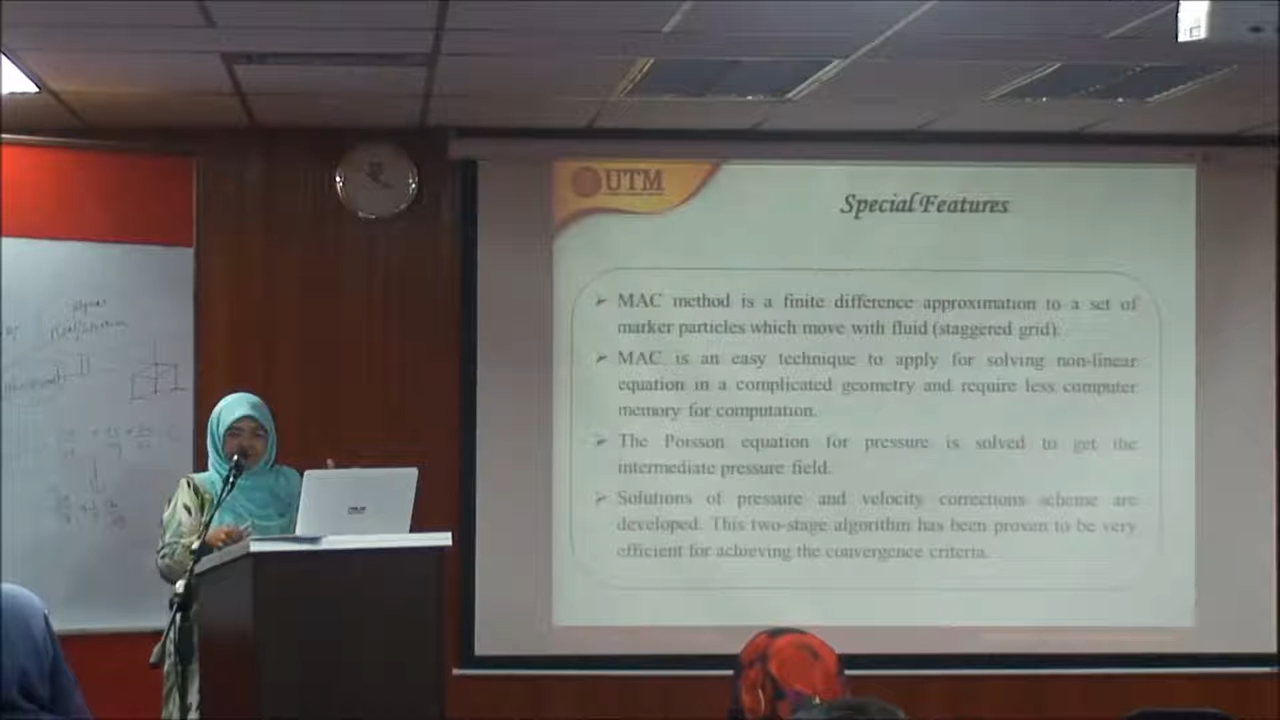 UTM
Special Features
➢ MAC method is a finite difference approximation to a set of
marker particles which move with fluid (staggered grid).
➢ MAC is an easy technique to apply for solving non-linear
equation in a complicated geometry and require less computer
memory for computation.
➢ The Poisson equation for pressure is solved to get the
intermediate pressure field.
➢ Solutions of pressure and velocity corrections scheme are
developed. This two-stage algorithm has been proven to be very
efficient for achieving the convergence criteria.
ASUS